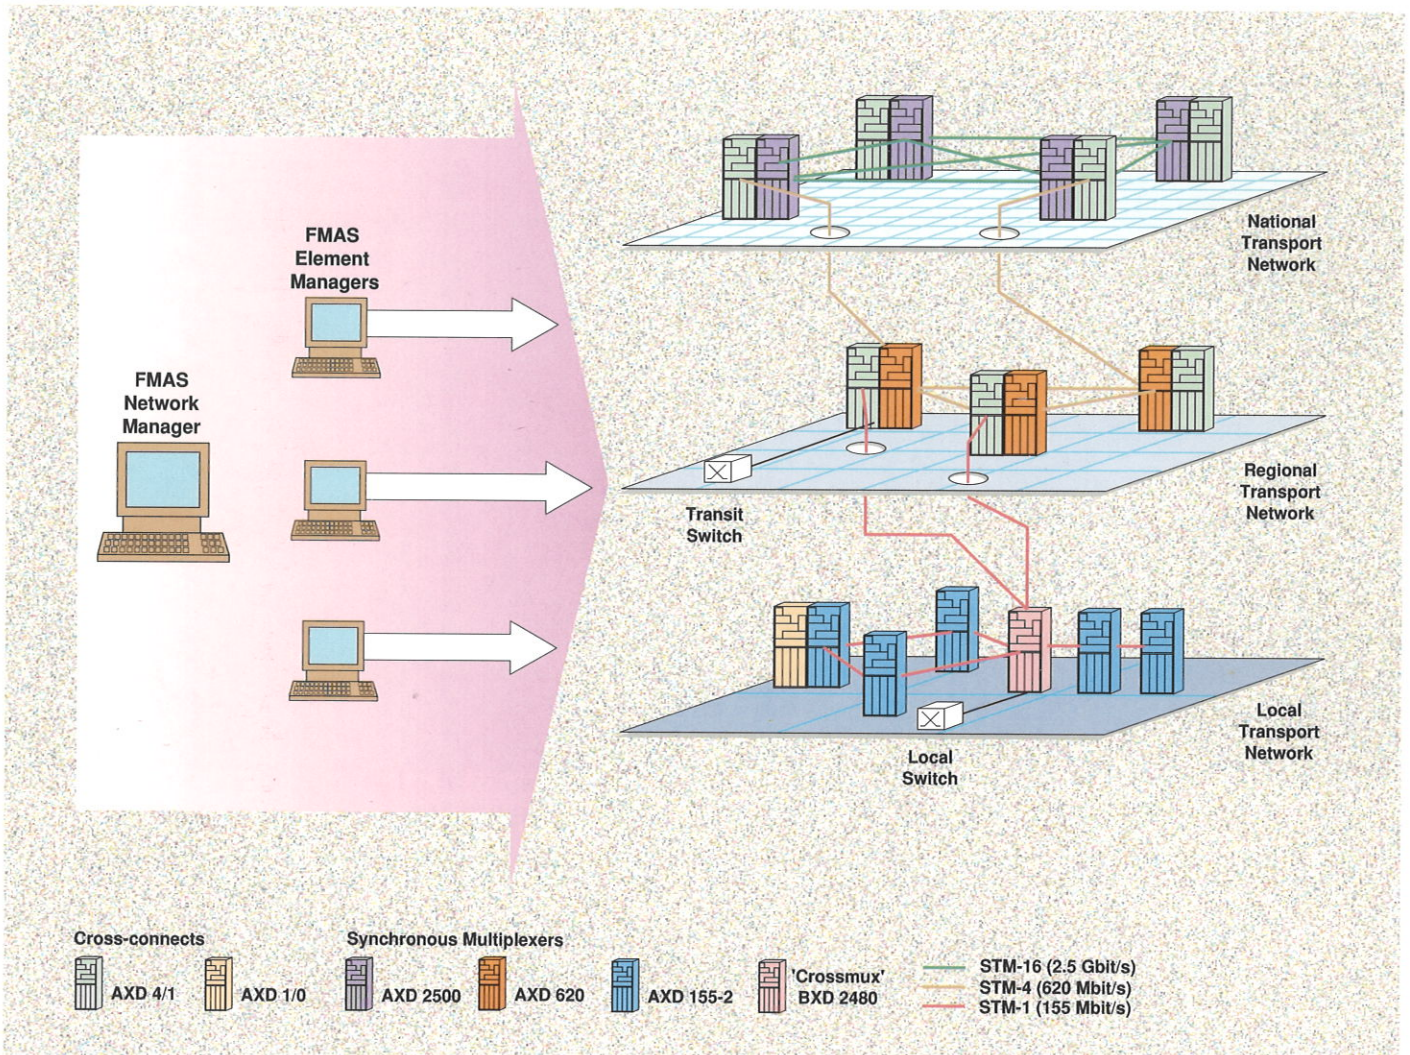 FMAS
Element
Managers
FMAS
Network
Manager
National
Transport
Network
Regional
Transport
Network
Transit
Switch
Local
Transport
Network
Local
Switch
Cross-connects
AXD 4/1
AXD 1/0
Synchronous Multiplexers
AXD 2500
AXD 620
AXD 155-2
'Crossmux'
BXD 2480
STM-16 (2.5 Gbit/s)
STM-4 (620 Mbit/s)
STM-1 (155 Mbit/s)